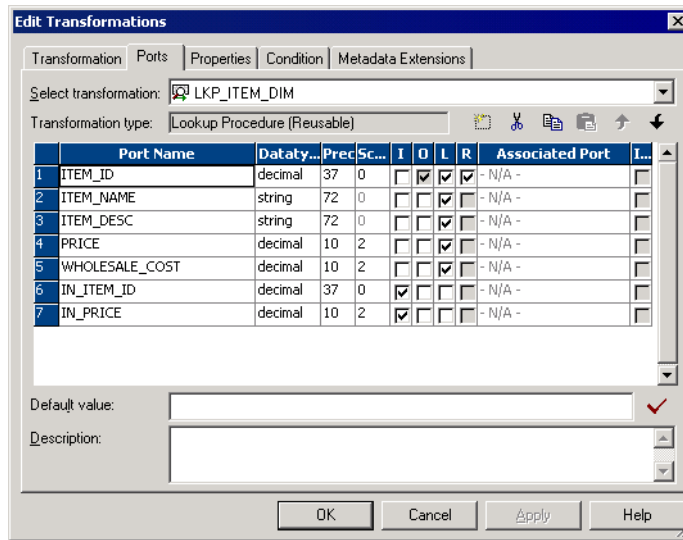 Edit Transformations
Transformation Ports Properties Condition Metadata Extensions
Select transformation: LKP_ITEM_DIM
Transformation type: Lookup Procedure (Reusable)
Port Name Dataty... Prec Sc... I O L R Associated Port I...
1 ITEM_ID decimal 37 0 - N/A -
2 ITEM_NAME string 72 0 - N/A -
3 ITEM_DESC string 72 0 - N/A -
4 PRICE decimal 10 2 - N/A -
5 WHOLESALE_COST decimal 10 2 - N/A -
6 IN_ITEM_ID decimal 37 0 - N/A -
7 IN_PRICE decimal 10 2 - N/A -
Default value:
Description:
OK Cancel Apply Help